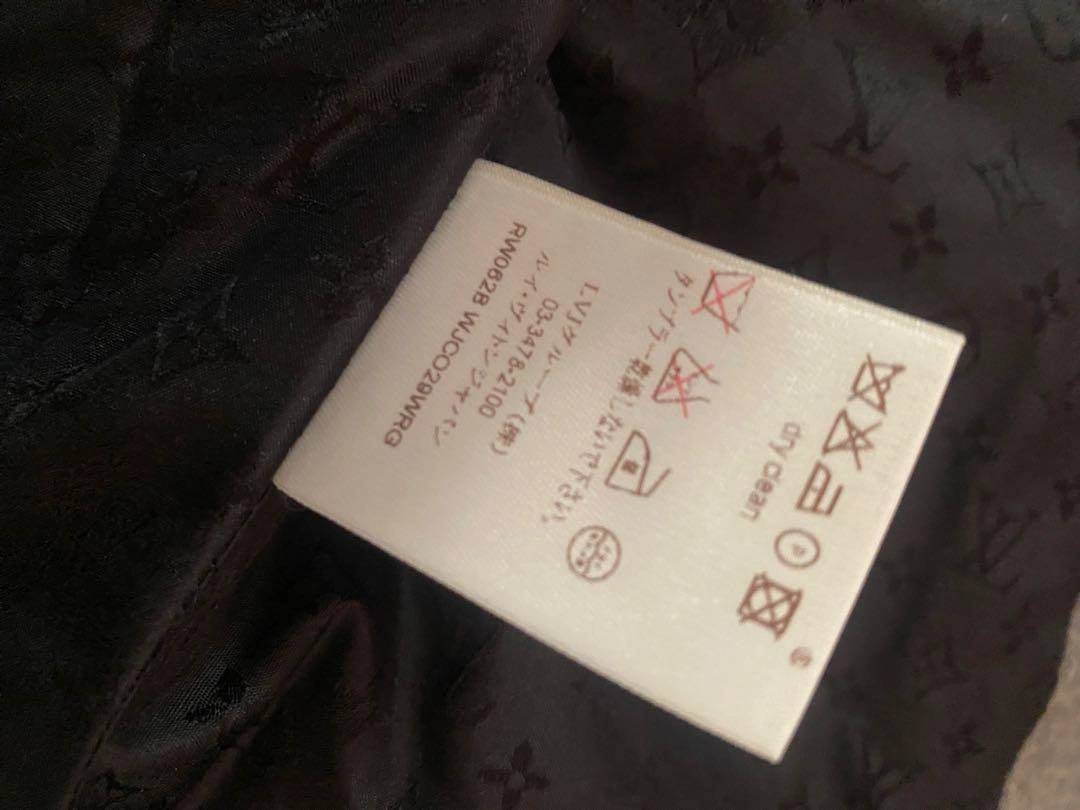 dry clean
P
タンブラー乾燥しないで下さい。
LVJグループ(株)
03-3478-2100
ルイ・ヴィトンジャパン
RW062B WJCO29WRG